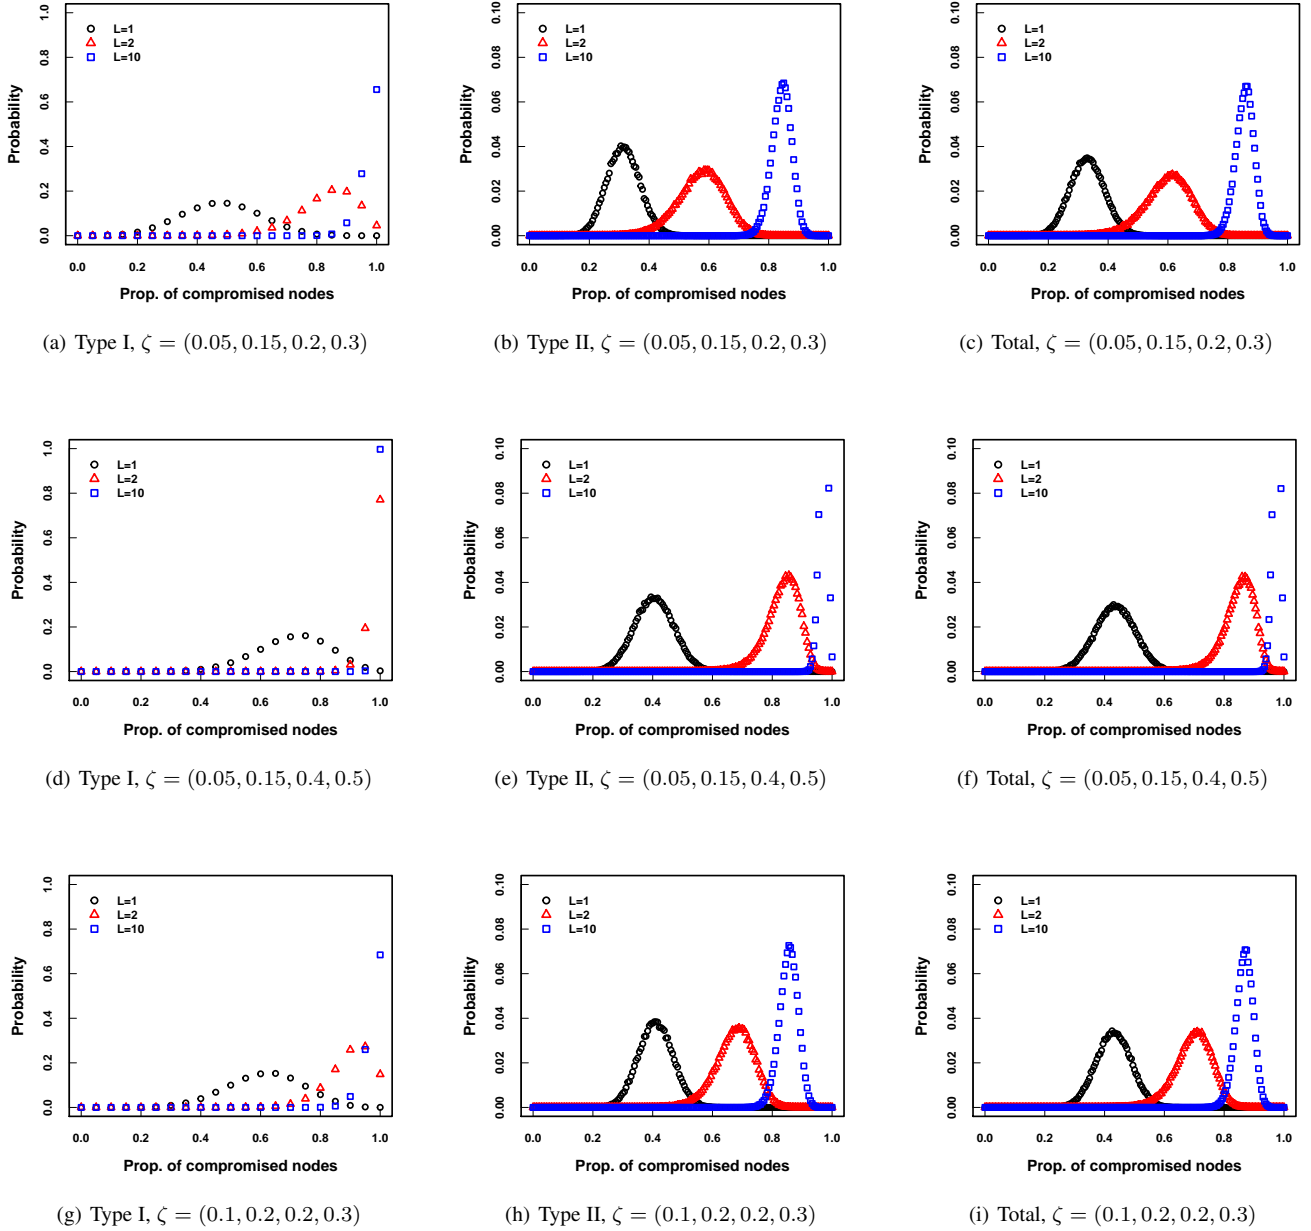 L=1
L=2
L=10
Probability
0.0 0.2 0.4 0.6 0.8 1.0
0.0 0.2 0.4 0.6 0.8 1.0
Prop. of compromised nodes
(a) Type I, ζ = (0.05, 0.15, 0.2, 0.3)
L=1
L=2
L=10
Probability
0.00 0.02 0.04 0.06 0.08 0.10
0.0 0.2 0.4 0.6 0.8 1.0
Prop. of compromised nodes
(b) Type II, ζ = (0.05, 0.15, 0.2, 0.3)
L=1
L=2
L=10
Probability
0.00 0.02 0.04 0.06 0.08 0.10
0.0 0.2 0.4 0.6 0.8 1.0
Prop. of compromised nodes
(c) Total, ζ = (0.05, 0.15, 0.2, 0.3)
L=1
L=2
L=10
Probability
0.0 0.2 0.4 0.6 0.8 1.0
0.0 0.2 0.4 0.6 0.8 1.0
Prop. of compromised nodes
(d) Type I, ζ = (0.05, 0.15, 0.4, 0.5)
L=1
L=2
L=10
Probability
0.00 0.02 0.04 0.06 0.08 0.10
0.0 0.2 0.4 0.6 0.8 1.0
Prop. of compromised nodes
(e) Type II, ζ = (0.05, 0.15, 0.4, 0.5)
L=1
L=2
L=10
Probability
0.00 0.02 0.04 0.06 0.08 0.10
0.0 0.2 0.4 0.6 0.8 1.0
Prop. of compromised nodes
(f) Total, ζ = (0.05, 0.15, 0.4, 0.5)
L=1
L=2
L=10
Probability
0.0 0.2 0.4 0.6 0.8 1.0
0.0 0.2 0.4 0.6 0.8 1.0
Prop. of compromised nodes
(g) Type I, ζ = (0.1, 0.2, 0.2, 0.3)
L=1
L=2
L=10
Probability
0.00 0.02 0.04 0.06 0.08 0.10
0.0 0.2 0.4 0.6 0.8 1.0
Prop. of compromised nodes
(h) Type II, ζ = (0.1, 0.2, 0.2, 0.3)
L=1
L=2
L=10
Probability
0.00 0.02 0.04 0.06 0.08 0.10
0.0 0.2 0.4 0.6 0.8 1.0
Prop. of compromised nodes
(i) Total, ζ = (0.1, 0.2, 0.2, 0.3)